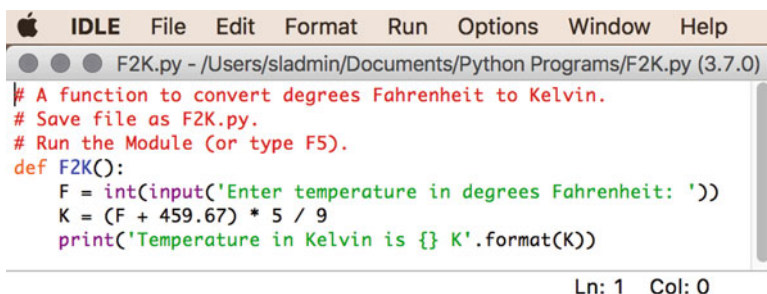 IDLE File Edit Format Run Options Window Help
F2K.py - /Users/sladmin/Documents/Python Programs/F2K.py (3.7.0)
# A function to convert degrees Fahrenheit to Kelvin.
# Save file as F2K.py.
# Run the Module (or type F5).
def F2K():
    F = int(input('Enter temperature in degrees Fahrenheit: '))
    K = (F + 459.67) * 5 / 9
    print('Temperature in Kelvin is {} K'.format(K))
Ln: 1 Col: 0